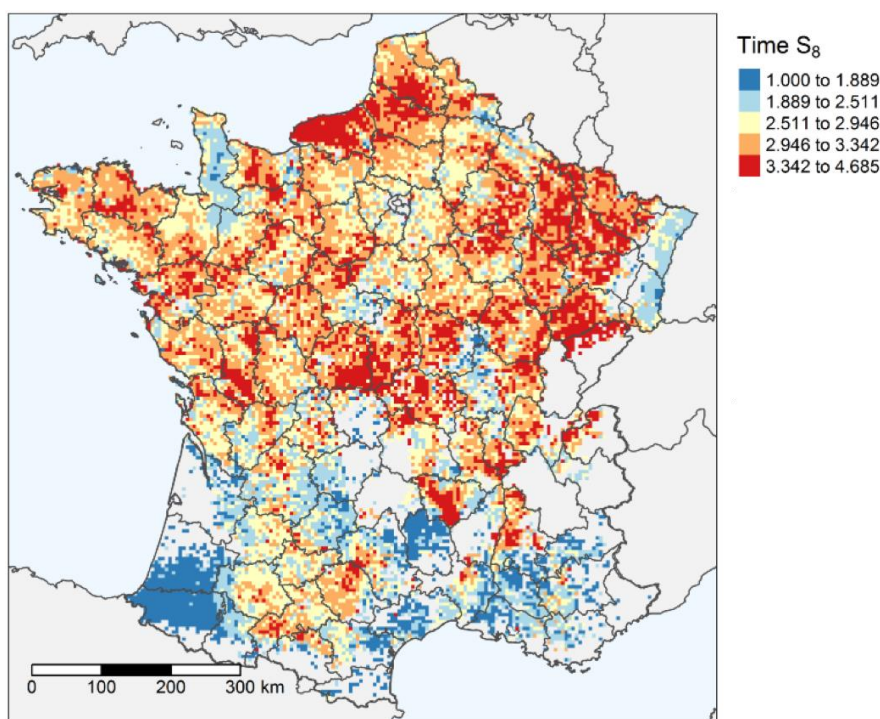 Time S₈
1.000 to 1.889
1.889 to 2.511
2.511 to 2.946
2.946 to 3.342
3.342 to 4.685
0 100 200 300 km